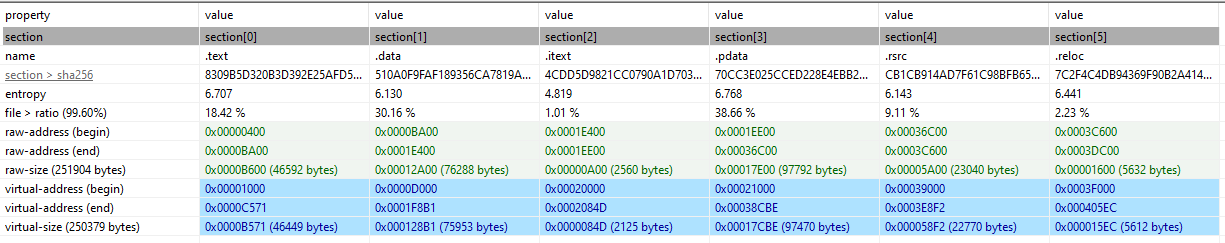 property value value value value value value
section section[0] section[1] section[2] section[3] section[4] section[5]
name .text .data .itext .pdata .rsrc .reloc
section > sha256 8309B5D320B3D392E25AFD5... 510A0F9FAF189356CA7819A... 4CDD5D9821CC0790A1D703... 70CC3E025CCED228E4EBB2... CB1CB914AD7F61C98BFB65... 7C2F4C4DB94369F90B2A414...
entropy 6.707 6.130 4.819 6.768 6.143 6.441
file > ratio (99.60%) 18.42 % 30.16 % 1.01 % 38.66 % 9.11 % 2.23 %
raw-address (begin) 0x00000400 0x0000BA00 0x0001E400 0x0001EE00 0x00036C00 0x0003C600
raw-address (end) 0x0000BA00 0x0001E400 0x0001EE00 0x00036C00 0x0003C600 0x0003DC00
raw-size (251904 bytes) 0x0000B600 (46592 bytes) 0x00012A00 (76288 bytes) 0x00000A00 (2560 bytes) 0x00017E00 (97792 bytes) 0x00005A00 (23040 bytes) 0x00001600 (5632 bytes)
virtual-address (begin) 0x00001000 0x0000D000 0x00020000 0x00021000 0x00039000 0x0003F000
virtual-address (end) 0x0000C571 0x0001F8B1 0x0002084D 0x00038CBE 0x0003E8F2 0x000405EC
virtual-size (250379 bytes) 0x0000B571 (46449 bytes) 0x000128B1 (75953 bytes) 0x0000084D (2125 bytes) 0x00017CBE (97470 bytes) 0x000058F2 (22770 bytes) 0x000015EC (5612 bytes)